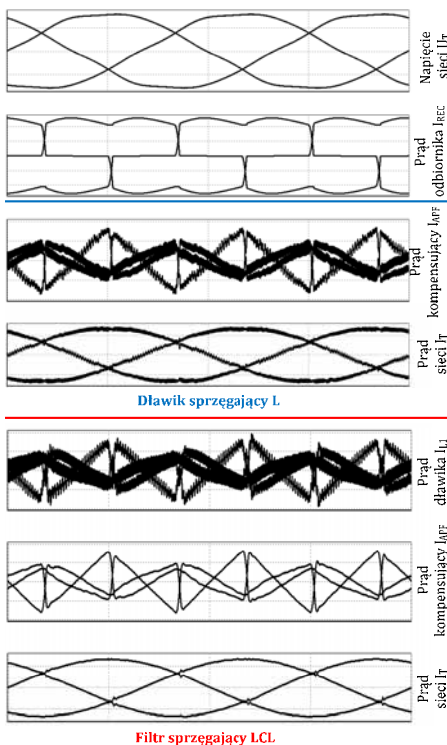 Napięcie
sieci U_T
Prąd
odbiornika I_REC
Prąd
kompensujący I_APF
Prąd
sieci I_T
Dławik sprzęgający L
Prąd
dławika I_L1
Prąd
kompensujący I_APF
Prąd
sieci I_T
Filtr sprzęgający LCL